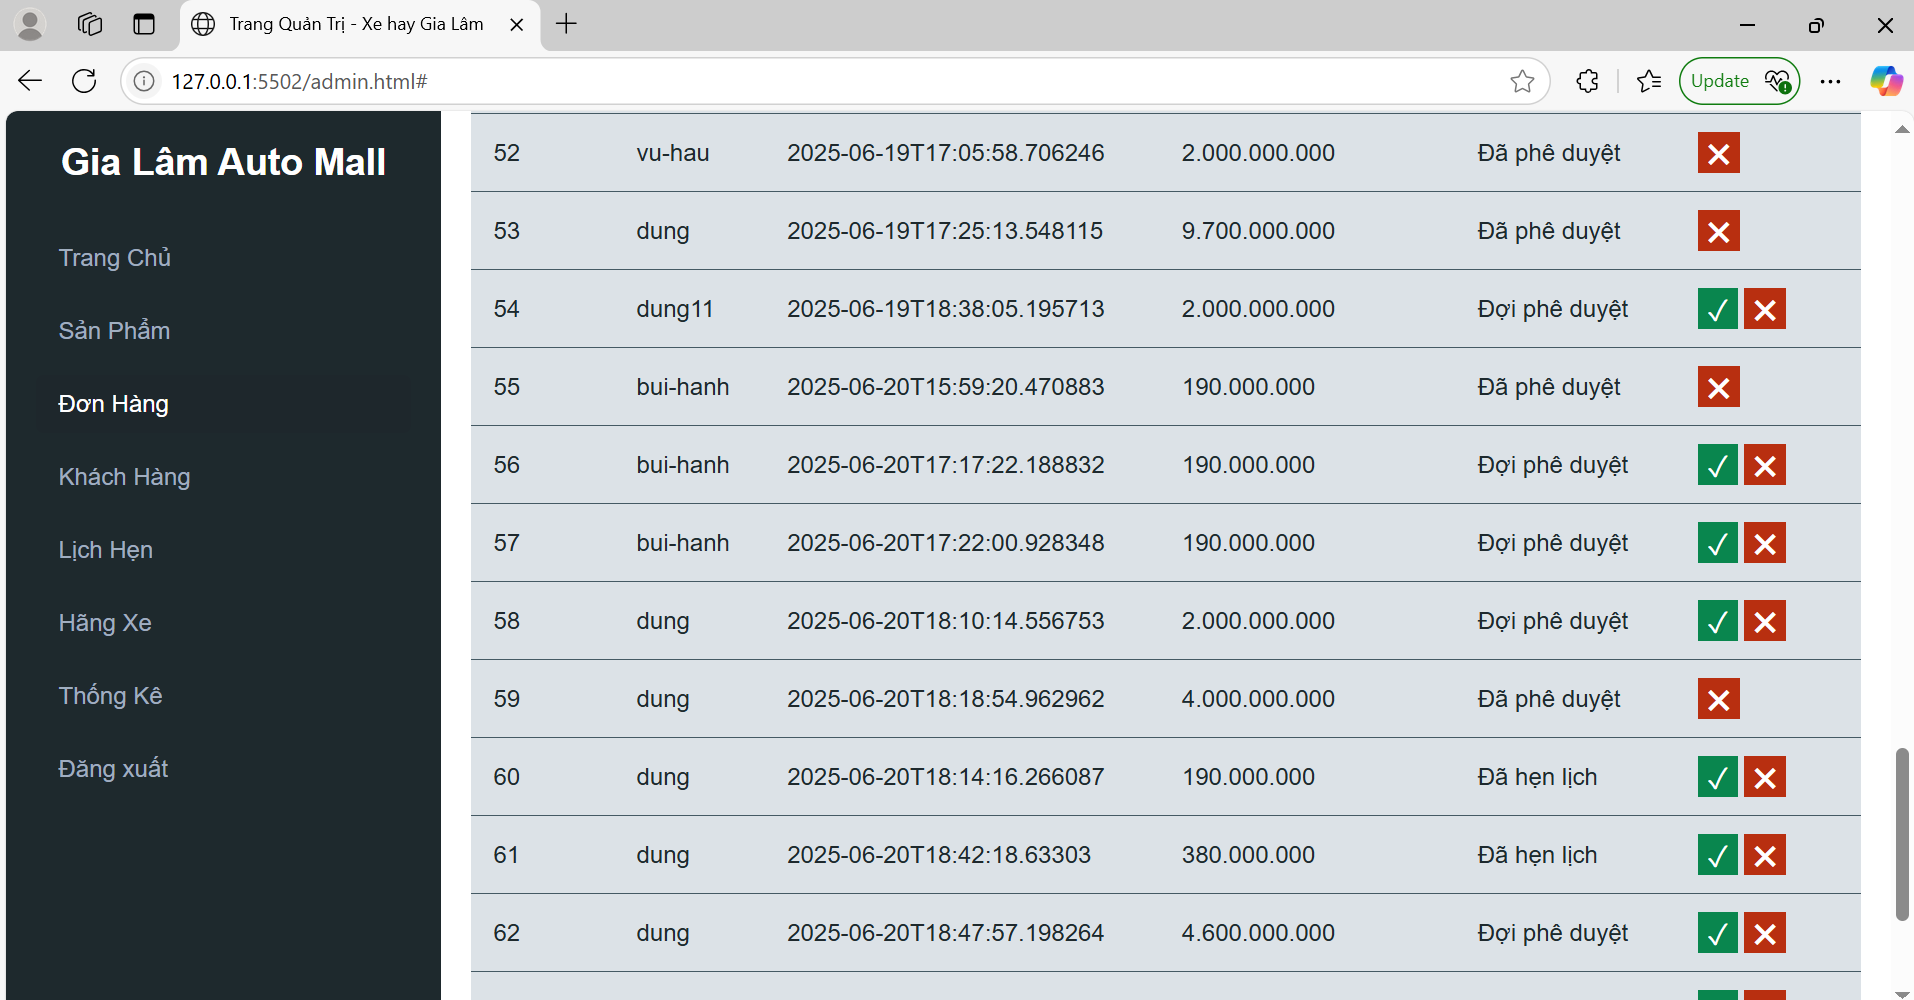 Trang Quản Trị - Xe hay Gia Lâm
127.0.0.1:5502/admin.html#
Update
Gia Lâm Auto Mall
Trang Chủ
Sản Phẩm
Đơn Hàng
Khách Hàng
Lịch Hẹn
Hãng Xe
Thống Kê
Đăng xuất
52 vu-hau 2025-06-19T17:05:58.706246 2.000.000.000 Đã phê duyệt
53 dung 2025-06-19T17:25:13.548115 9.700.000.000 Đã phê duyệt
54 dung11 2025-06-19T18:38:05.195713 2.000.000.000 Đợi phê duyệt
55 bui-hanh 2025-06-20T15:59:20.470883 190.000.000 Đã phê duyệt
56 bui-hanh 2025-06-20T17:17:22.188832 190.000.000 Đợi phê duyệt
57 bui-hanh 2025-06-20T17:22:00.928348 190.000.000 Đợi phê duyệt
58 dung 2025-06-20T18:10:14.556753 2.000.000.000 Đợi phê duyệt
59 dung 2025-06-20T18:18:54.962962 4.000.000.000 Đã phê duyệt
60 dung 2025-06-20T18:14:16.266087 190.000.000 Đã hẹn lịch
61 dung 2025-06-20T18:42:18.63303 380.000.000 Đã hẹn lịch
62 dung 2025-06-20T18:47:57.198264 4.600.000.000 Đợi phê duyệt